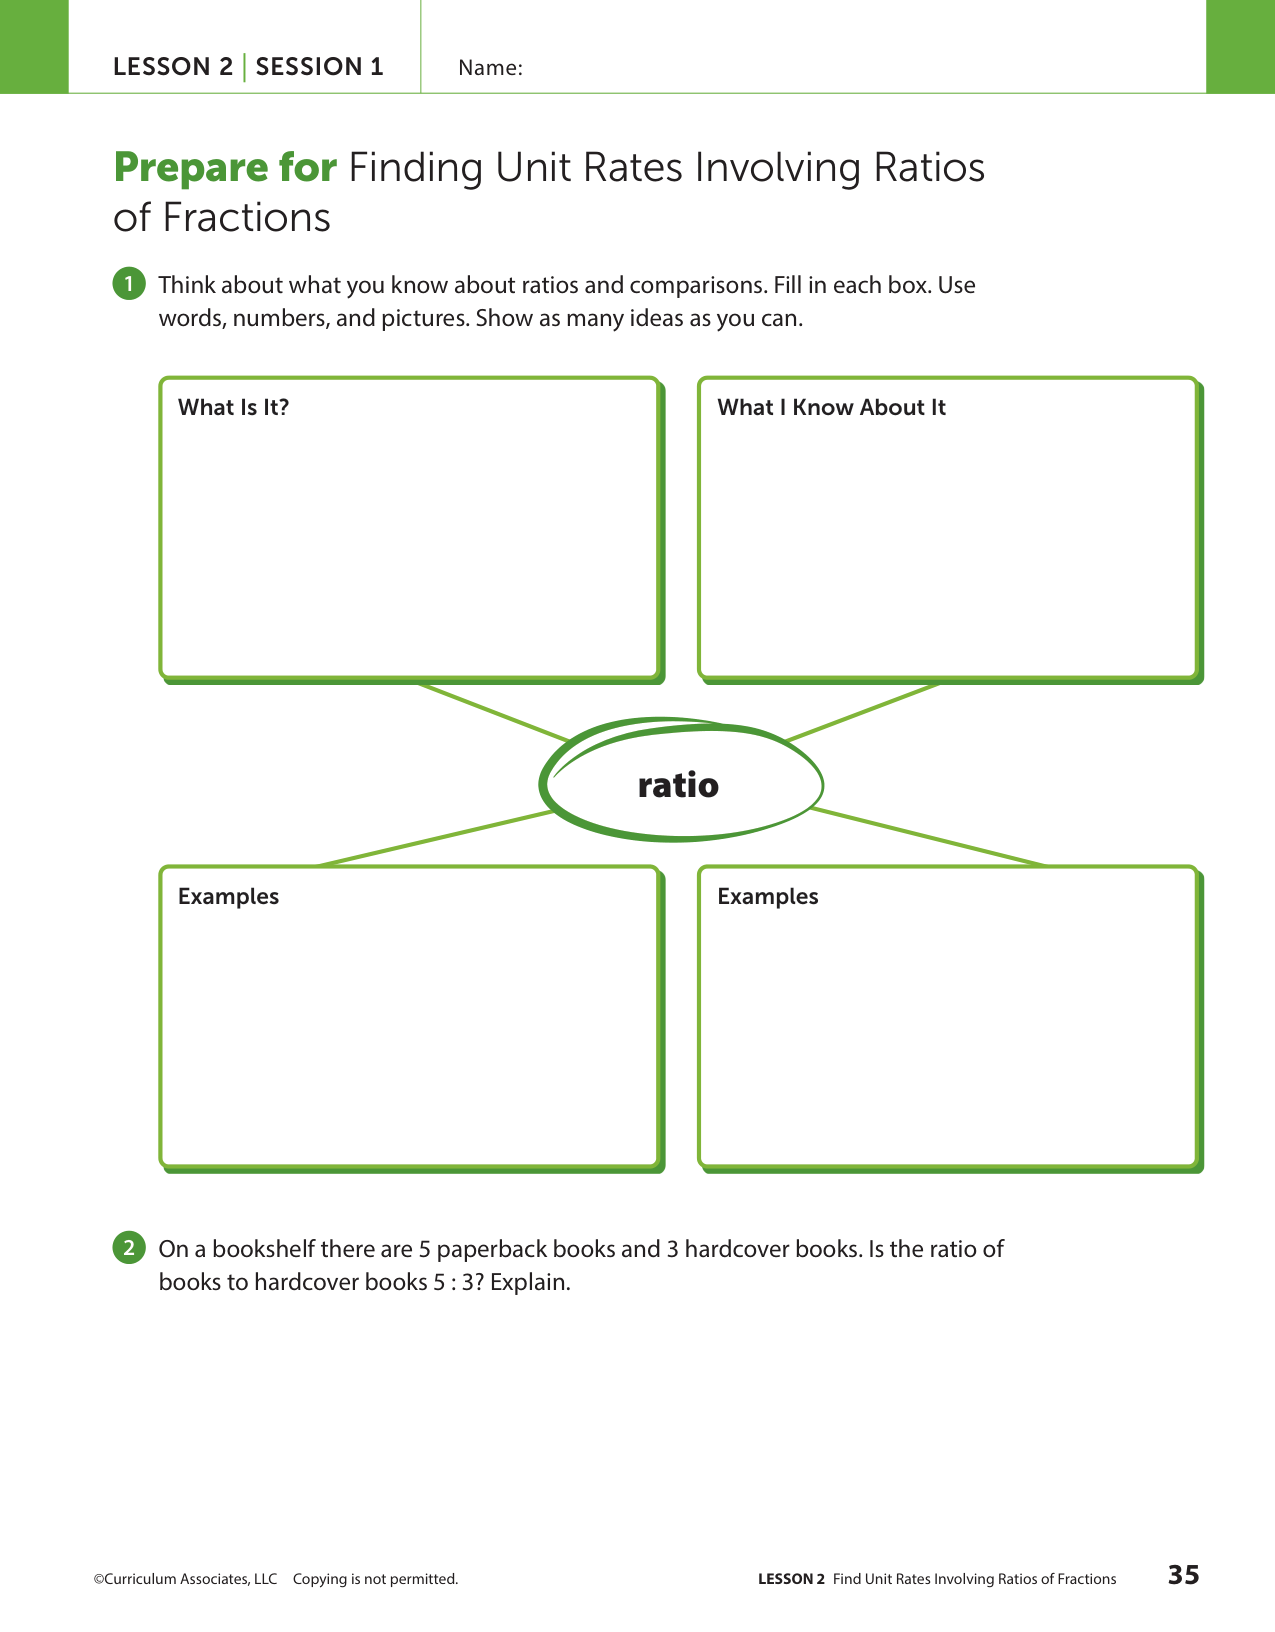 LESSON 2 | SESSION 1
Name:
Prepare for Finding Unit Rates Involving Ratios
of Fractions
1 Think about what you know about ratios and comparisons. Fill in each box. Use
words, numbers, and pictures. Show as many ideas as you can.
What Is It?
What I Know About It
ratio
Examples
Examples
2 On a bookshelf there are 5 paperback books and 3 hardcover books. Is the ratio of
books to hardcover books 5 : 3? Explain.
©Curriculum Associates, LLC Copying is not permitted.
LESSON 2 Find Unit Rates Involving Ratios of Fractions
35